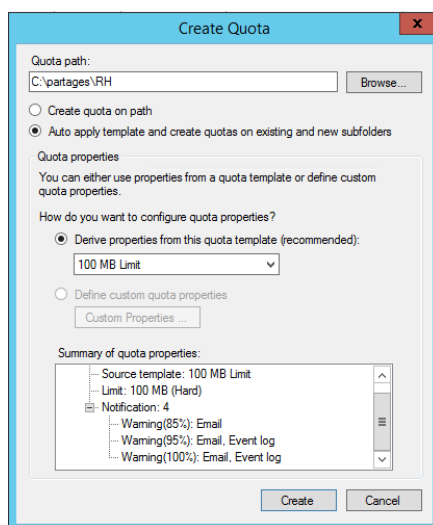 Create Quota
x
Quota path:
C:\partages\RH
Browse...
Create quota on path
Auto apply template and create quotas on existing and new subfolders
Quota properties
You can either use properties from a quota template or define custom
quota properties.
How do you want to configure quota properties?
Derive properties from this quota template (recommended):
100 MB Limit
Define custom quota properties
Custom Properties ...
Summary of quota properties:
Source template: 100 MB Limit
Limit: 100 MB (Hard)
Notification: 4
Warning(85%): Email
Warning(95%): Email, Event log
Warning(100%): Email, Event log
Create
Cancel